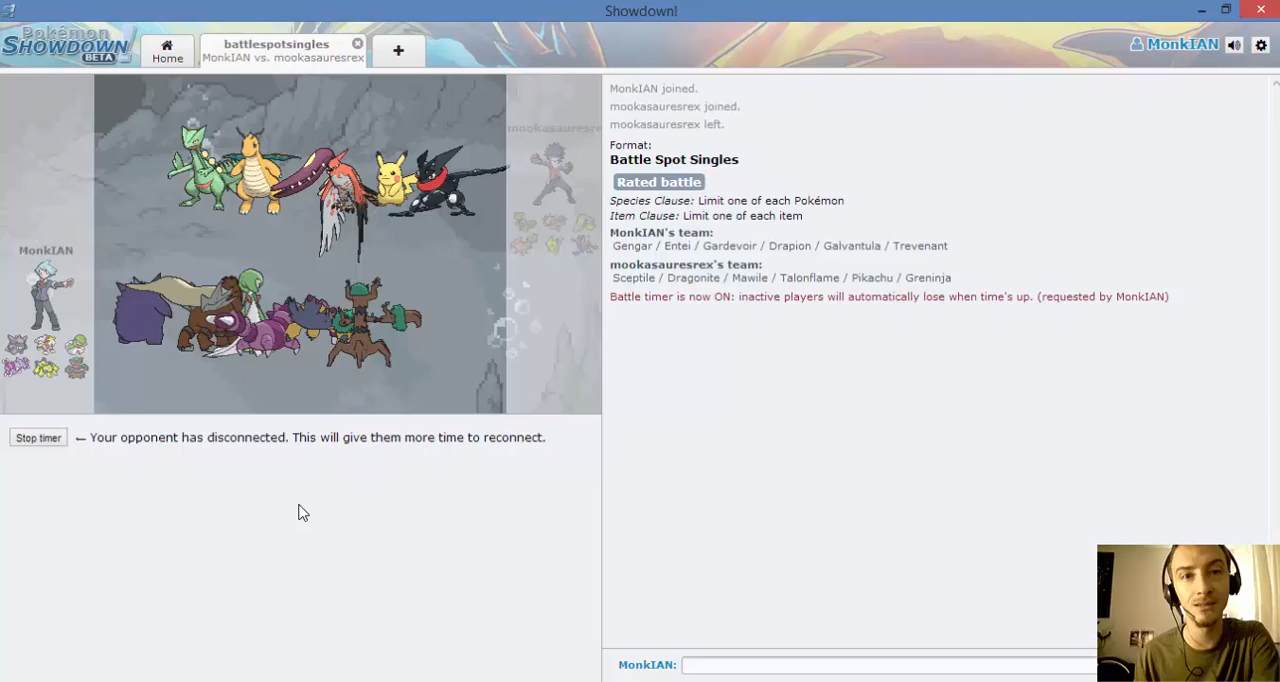 Showdown!
Pokémon
SHOWDOWN
BETA
Home
battlespotsingles
MonkIAN vs. mookasauresrex
+
MonkIAN
mookasauresre
MonkIAN
Stop timer ← Your opponent has disconnected. This will give them more time to reconnect.
MonkIAN joined.
mookasauresrex joined.
mookasauresrex left.
Format:
Battle Spot Singles
Rated battle
Species Clause: Limit one of each Pokémon
Item Clause: Limit one of each item
MonkIAN's team:
Gengar / Entei / Gardevoir / Drapion / Galvantula / Trevenant
mookasauresrex's team:
Sceptile / Dragonite / Mawile / Talonflame / Pikachu / Greninja
Battle timer is now ON: inactive players will automatically lose when time's up. (requested by MonkIAN)
MonkIAN: